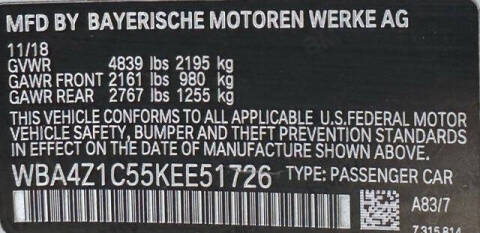 MFD BY BAYERISCHE MOTOREN WERKE AG
11/18
GVWR 4839 lbs 2195 kg
GAWR FRONT 2161 lbs 980 kg
GAWR REAR 2767 lbs 1255 kg
THIS VEHICLE CONFORMS TO ALL APPLICABLE U.S.FEDERAL MOTOR
VEHICLE SAFETY, BUMPER AND THEFT PREVENTION STANDARDS
IN EFFECT ON THE DATE OF MANUFACTURE SHOWN ABOVE.
WBA4Z1C55KEE51726 TYPE: PASSENGER CAR
A83/7
7 315 814